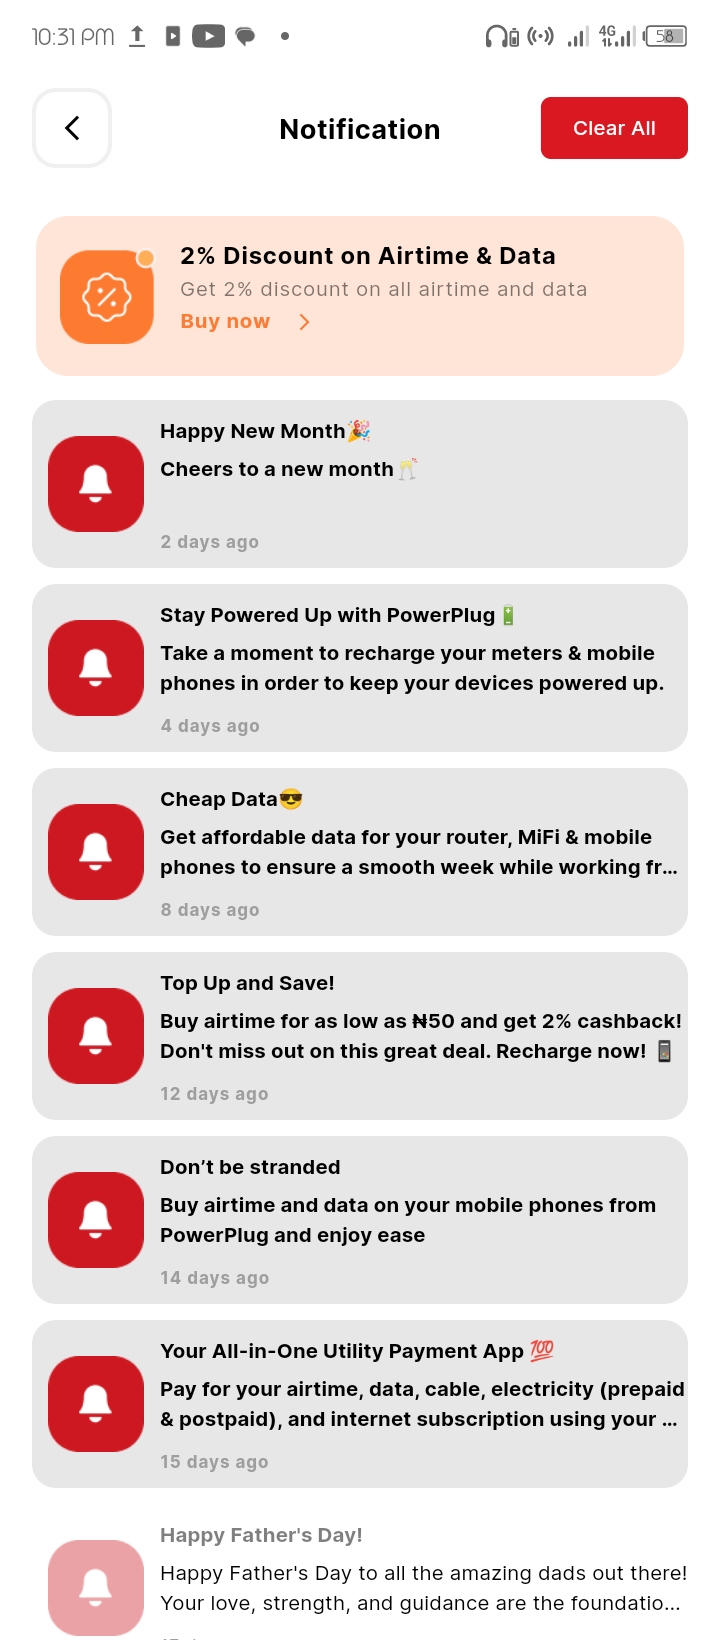 10:31 PM
4G
58
Notification
Clear All
2% Discount on Airtime & Data
Get 2% discount on all airtime and data
Buy now
Happy New Month🎉
Cheers to a new month🥂
2 days ago
Stay Powered Up with PowerPlug🔋
Take a moment to recharge your meters & mobile
phones in order to keep your devices powered up.
4 days ago
Cheap Data😎
Get affordable data for your router, MiFi & mobile
phones to ensure a smooth week while working fr...
8 days ago
Top Up and Save!
Buy airtime for as low as ₦50 and get 2% cashback!
Don't miss out on this great deal. Recharge now! 📱
12 days ago
Don’t be stranded
Buy airtime and data on your mobile phones from
PowerPlug and enjoy ease
14 days ago
Your All-in-One Utility Payment App 💯
Pay for your airtime, data, cable, electricity (prepaid
& postpaid), and internet subscription using your ...
15 days ago
Happy Father's Day!
Happy Father's Day to all the amazing dads out there!
Your love, strength, and guidance are the foundatio...